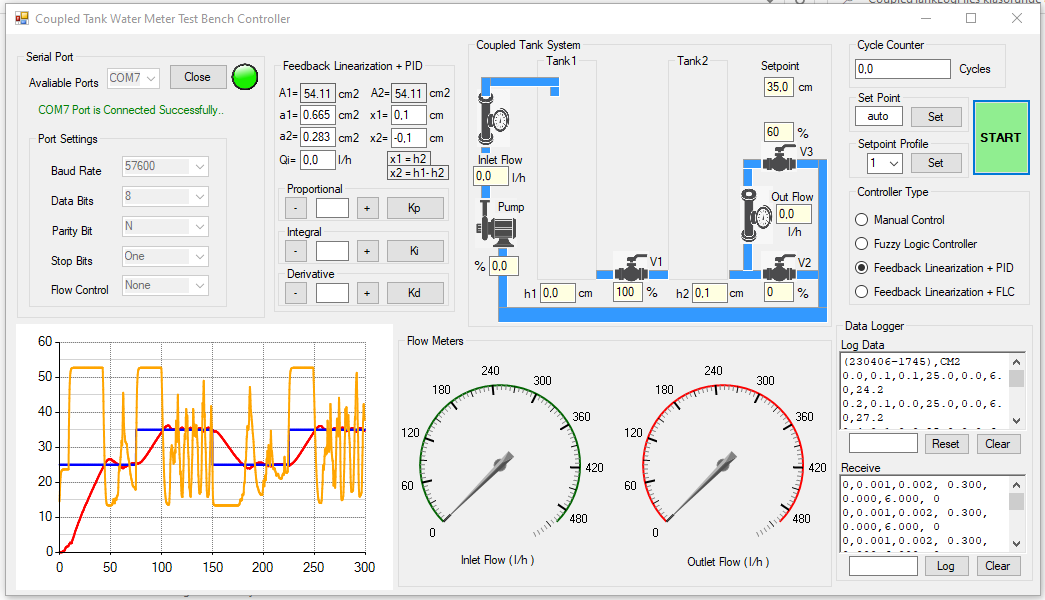 Coupled Tank Water Meter Test Bench Controller
Serial Port
Avaliable Ports COM7 Close
COM7 Port is Connected Successfully..
Port Settings
Baud Rate 57600
Data Bits 8
Parity Bit N
Stop Bits One
Flow Control None
Feedback Linearization + PID
A1= 54.11 cm2 A2= 54.11 cm2
a1= 0.665 cm2 x1= 0,1 cm
a2= 0.283 cm2 x2= -0,1 cm
Qi= 0,0 l/h x1 = h2
x2 = h1- h2
Proportional
- + Kp
Integral
- + Ki
Derivative
- + Kd
Coupled Tank System
Tank1
Tank2
Setpoint
35,0 cm
60 %
V3
Inlet Flow
0,0 l/h
Out Flow
0,0
l/h
Pump
% 0,0
V1
V2
h1 0,0 cm
100 %
h2 0,1 cm
0 %
Cycle Counter
0,0 Cycles
Set Point
auto Set
Setpoint Profile
1 Set
START
Controller Type
Manual Control
Fuzzy Logic Controller
Feedback Linearization + PID
Feedback Linearization + FLC
60
50
40
30
20
10
0
0 50 100 150 200 250 300
Flow Meters
0 60 120 180 240 300 360 420 480
Inlet Flow ( l/h )
0 60 120 180 240 300 360 420 480
Outlet Flow ( l/h )
Data Logger
Log Data
(230406-1745),CM2
0.0,0.1,0.1,25.0,0.0,6.
0,24.2
0.2,0.1,0.0,25.0,0.0,6.
0,27.2
Reset Clear
Receive
0,0.001,0.002, 0.300,
0.000,6.000, 0
0,0.001,0.002, 0.300,
0.000,6.000, 0
0,0.001,0.002, 0.300,
Log Clear